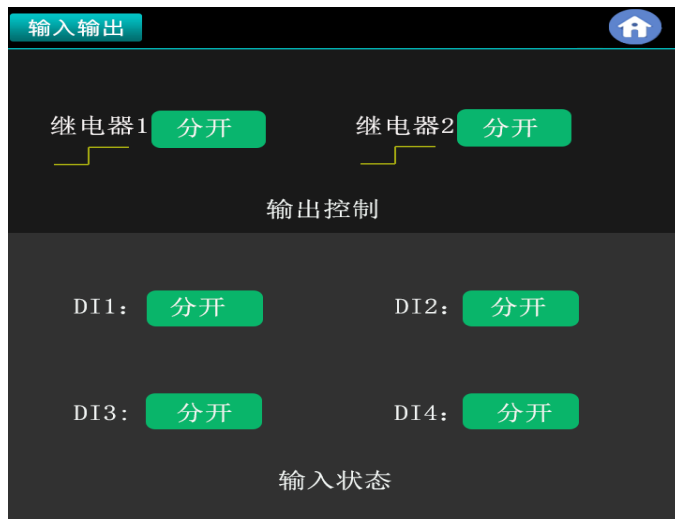 输入输出
继电器1 分开 继电器2 分开
输出控制
DI1: 分开 DI2: 分开
DI3: 分开 DI4: 分开
输入状态